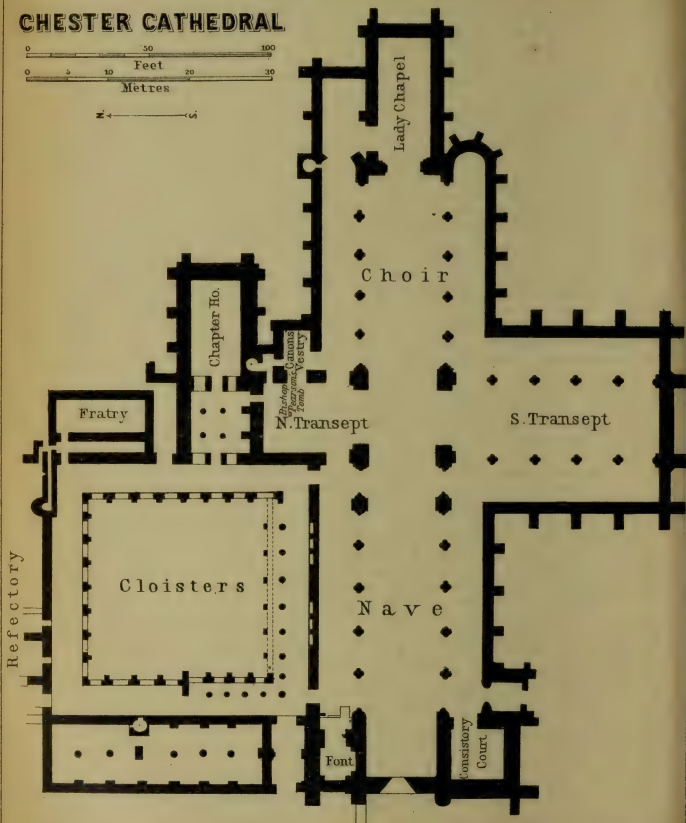 CHESTER CATHEDRAL
0 50 100
Feet
0 5 10 20 30
Metres
N. S.
Lady Chapel
Choir
Chapter Ho.
Canons
Vestry
Bishop
Pearson's
Tomb
Fratry
N. Transept
S. Transept
Refectory
Cloisters
Nave
Font
Consistory
Court